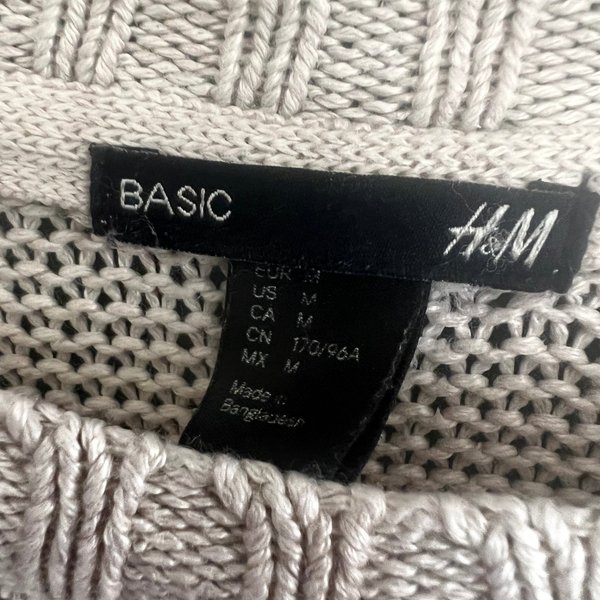 BASIC H&M
EUR M
US M
CA M
CN 170/96A
MX M
Made in
Bangladesh